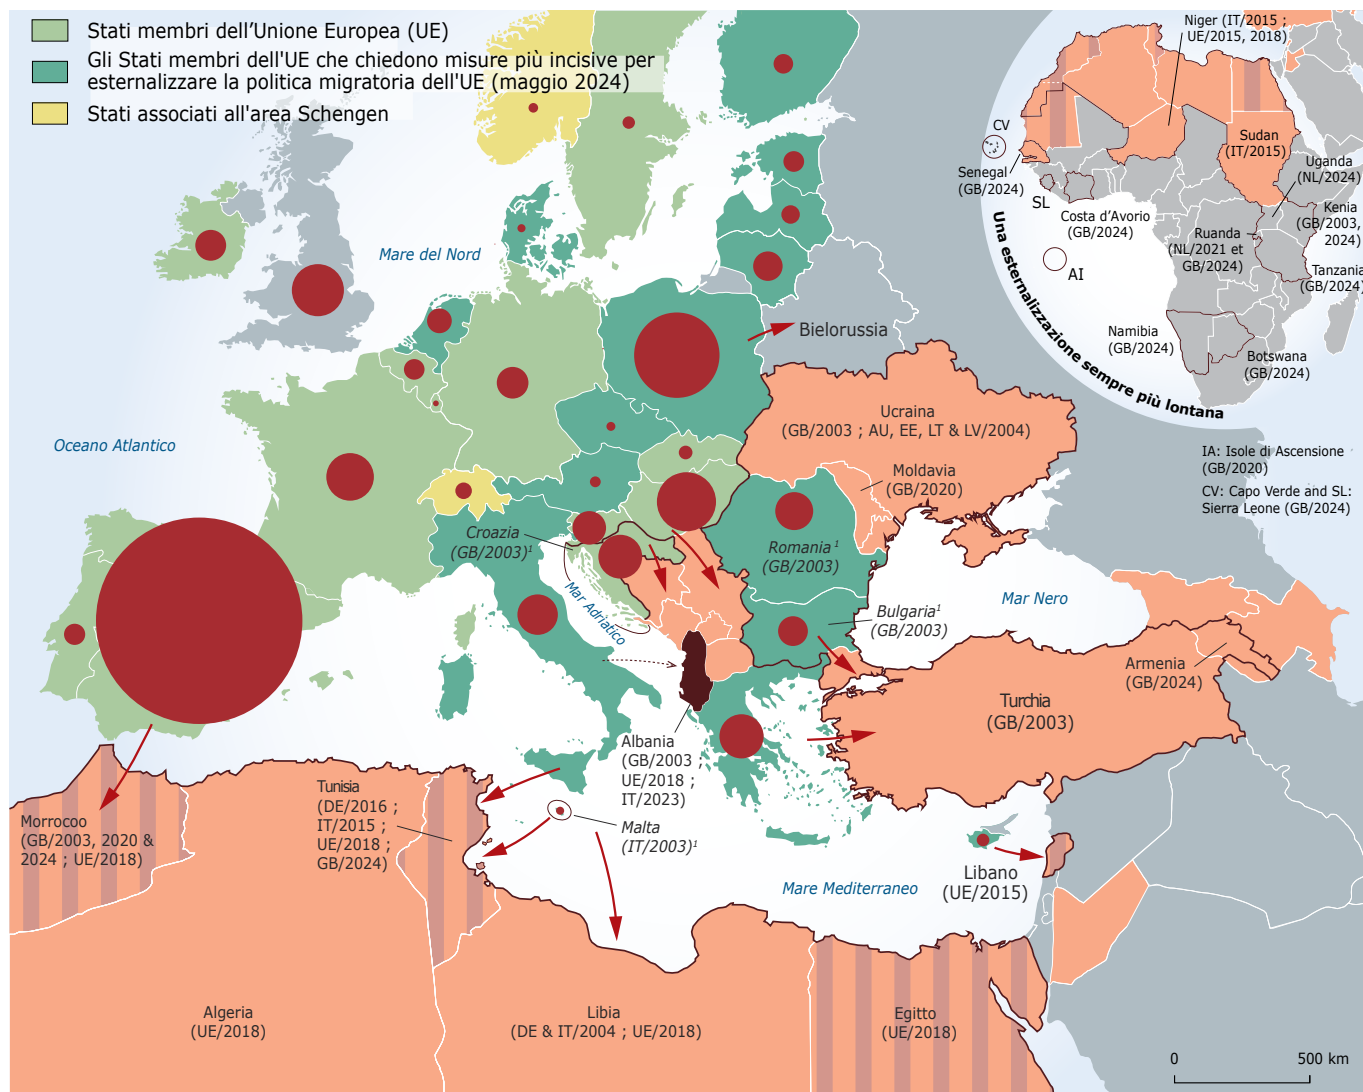 Stati membri dell’Unione Europea (UE)
Gli Stati membri dell'UE che chiedono misure più incisive per
esternalizzare la politica migratoria dell'UE (maggio 2024)
Stati associati all'area Schengen
Niger (IT/2015 ;
UE/2015, 2018)
CV
Sudan
(IT/2015)
Senegal
(GB/2024)
Uganda
(NL/2024)
SL
Costa d’Avorio
(GB/2024)
Kenia
(GB/2003,
2024)
Ruanda
(NL/2021 et
GB/2024)
AI
Tanzania
(GB/2024)
Namibia
(GB/2024)
Botswana
(GB/2024)
Una esternalizzazione sempre più lontana
IA: Isole di Ascensione
(GB/2020)
CV: Capo Verde and SL:
Sierra Leone (GB/2024)
Mare del Nord
Bielorussia
Oceano Atlantico
Ucraina
(GB/2003 ; AU, EE, LT & LV/2004)
Moldavia
(GB/2020)
Croazia
(GB/2003)¹
Romania¹
(GB/2003)
Mar Adriatico
Bulgaria¹
(GB/2003)
Mar Nero
Armenia
(GB/2024)
Turchia
(GB/2003)
Albania
(GB/2003 ;
UE/2018 ;
IT/2023)
Tunisia
(DE/2016 ;
IT/2015 ;
UE/2018 ;
GB/2024)
Morrocoo
(GB/2003, 2020 &
2024 ; UE/2018)
Malta
(IT/2003)¹
Libano
(UE/2015)
Mare Mediterraneo
Algeria
(UE/2018)
Libia
(DE & IT/2004 ; UE/2018)
Egitto
(UE/2018)
0 500 km